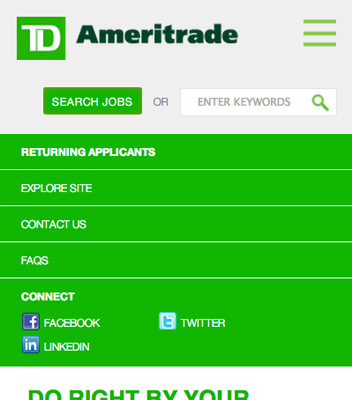 TD Ameritrade
SEARCH JOBS OR ENTER KEYWORDS
RETURNING APPLICANTS
EXPLORE SITE
CONTACT US
FAQS
CONNECT
f FACEBOOK t TWITTER
in LINKEDIN
DO RIGHT BY YOUR